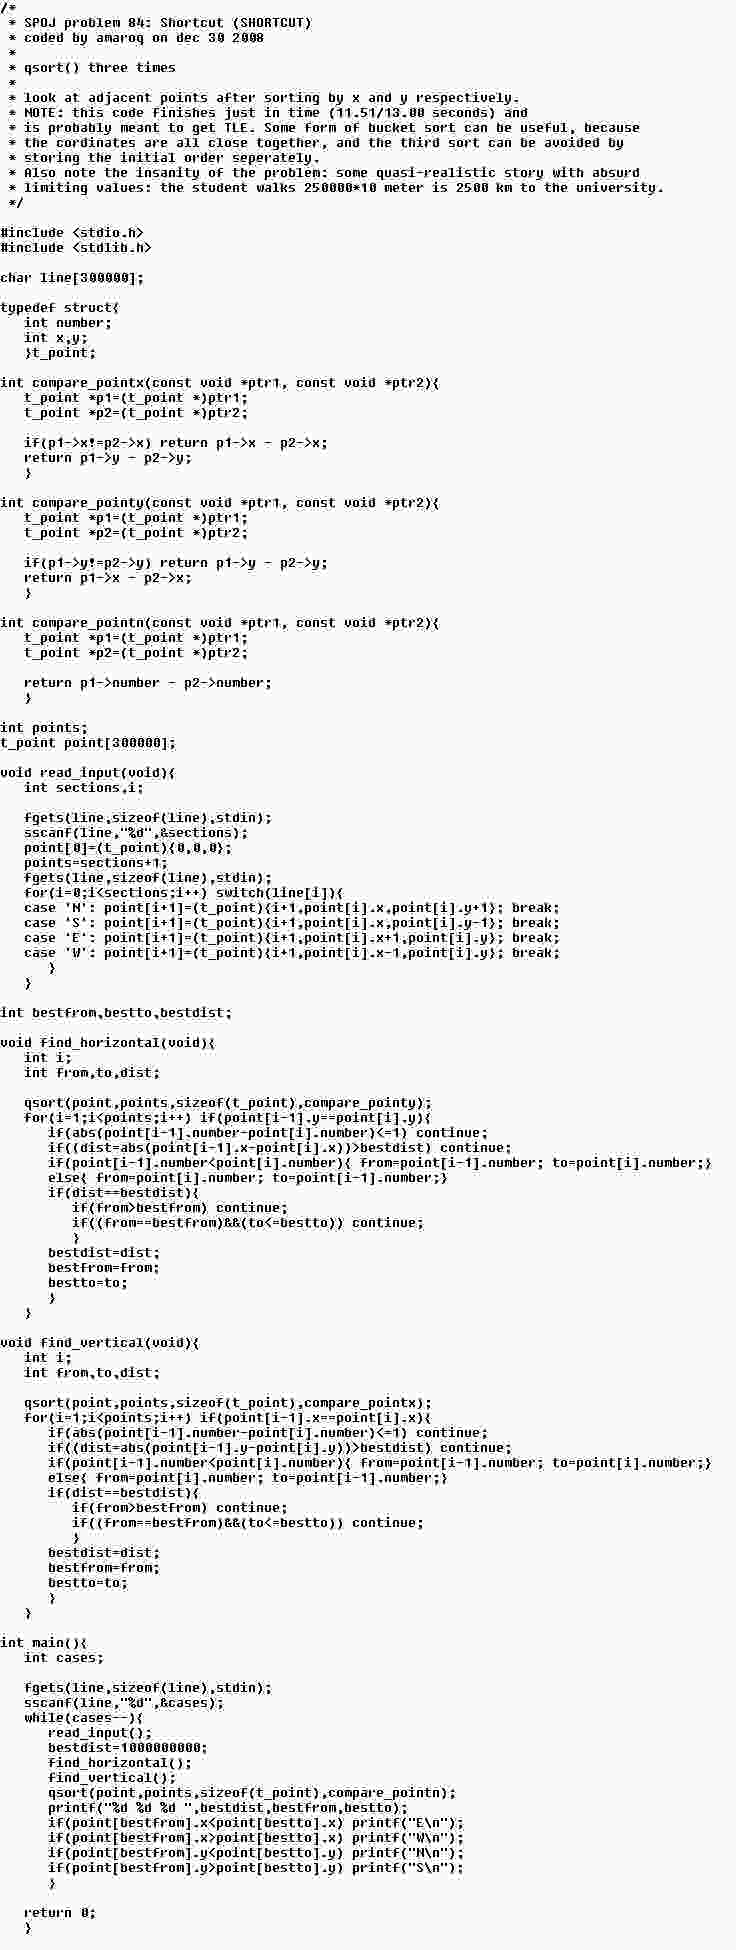 /*
 * SPOJ problem 84: Shortcut (SHORTCUT)
 * coded by amaroq on dec 30 2008
 *
 * qsort() three times
 *
 * look at adjacent points after sorting by x and y respectively.
 * NOTE: this code finishes just in time (11.51/13.00 seconds) and
 * is probably meant to get TLE. Some form of bucket sort can be useful, because
 * the cordinates are all close together, and the third sort can be avoided by
 * storing the initial order seperately.
 * Also note the insanity of the problem: some quasi-realistic story with absurd
 * limiting values: the student walks 250000*10 meter is 2500 km to the university.
 */

#include <stdio.h>
#include <stdlib.h>

char line[300000];

typedef struct{
   int number;
   int x,y;
   }t_point;

int compare_pointx(const void *ptr1, const void *ptr2){
   t_point *p1=(t_point *)ptr1;
   t_point *p2=(t_point *)ptr2;

   if(p1->x!=p2->x) return p1->x - p2->x;
   return p1->y - p2->y;
   }

int compare_pointy(const void *ptr1, const void *ptr2){
   t_point *p1=(t_point *)ptr1;
   t_point *p2=(t_point *)ptr2;

   if(p1->y!=p2->y) return p1->y - p2->y;
   return p1->x - p2->x;
   }

int compare_pointn(const void *ptr1, const void *ptr2){
   t_point *p1=(t_point *)ptr1;
   t_point *p2=(t_point *)ptr2;

   return p1->number - p2->number;
   }

int points;
t_point point[300000];

void read_input(void){
   int sections,i;

   fgets(line,sizeof(line),stdin);
   sscanf(line,"%d",&sections);
   point[0]=(t_point){0,0,0};
   points=sections+1;
   fgets(line,sizeof(line),stdin);
   for(i=0;i<sections;i++) switch(line[i]){
   case 'N': point[i+1]=(t_point){i+1,point[i].x,point[i].y+1}; break;
   case 'S': point[i+1]=(t_point){i+1,point[i].x,point[i].y-1}; break;
   case 'E': point[i+1]=(t_point){i+1,point[i].x+1,point[i].y}; break;
   case 'W': point[i+1]=(t_point){i+1,point[i].x-1,point[i].y}; break;
      }
   }

int bestfrom,bestto,bestdist;

void find_horizontal(void){
   int i;
   int from,to,dist;

   qsort(point,points,sizeof(t_point),compare_pointy);
   for(i=1;i<points;i++) if(point[i-1].y==point[i].y){
      if(abs(point[i-1].number-point[i].number)<=1) continue;
      if((dist=abs(point[i-1].x-point[i].x))>bestdist) continue;
      if(point[i-1].number<point[i].number){ from=point[i-1].number; to=point[i].number;}
      else{ from=point[i].number; to=point[i-1].number;}
      if(dist==bestdist){
         if(from>bestfrom) continue;
         if((from==bestfrom)&&(to<=bestto)) continue;
         }
      bestdist=dist;
      bestfrom=from;
      bestto=to;
      }
   }

void find_vertical(void){
   int i;
   int from,to,dist;

   qsort(point,points,sizeof(t_point),compare_pointx);
   for(i=1;i<points;i++) if(point[i-1].x==point[i].x){
      if(abs(point[i-1].number-point[i].number)<=1) continue;
      if((dist=abs(point[i-1].y-point[i].y))>bestdist) continue;
      if(point[i-1].number<point[i].number){ from=point[i-1].number; to=point[i].number;}
      else{ from=point[i].number; to=point[i-1].number;}
      if(dist==bestdist){
         if(from>bestfrom) continue;
         if((from==bestfrom)&&(to<=bestto)) continue;
         }
      bestdist=dist;
      bestfrom=from;
      bestto=to;
      }
   }

int main(){
   int cases;

   fgets(line,sizeof(line),stdin);
   sscanf(line,"%d",&cases);
   while(cases--){
      read_input();
      bestdist=1000000000;
      find_horizontal();
      find_vertical();
      qsort(point,points,sizeof(t_point),compare_pointn);
      printf("%d %d %d ",bestdist,bestfrom,bestto);
      if(point[bestfrom].x<point[bestto].x) printf("E\n");
      if(point[bestfrom].x>point[bestto].x) printf("W\n");
      if(point[bestfrom].y<point[bestto].y) printf("N\n");
      if(point[bestfrom].y>point[bestto].y) printf("S\n");
      }

   return 0;
   }